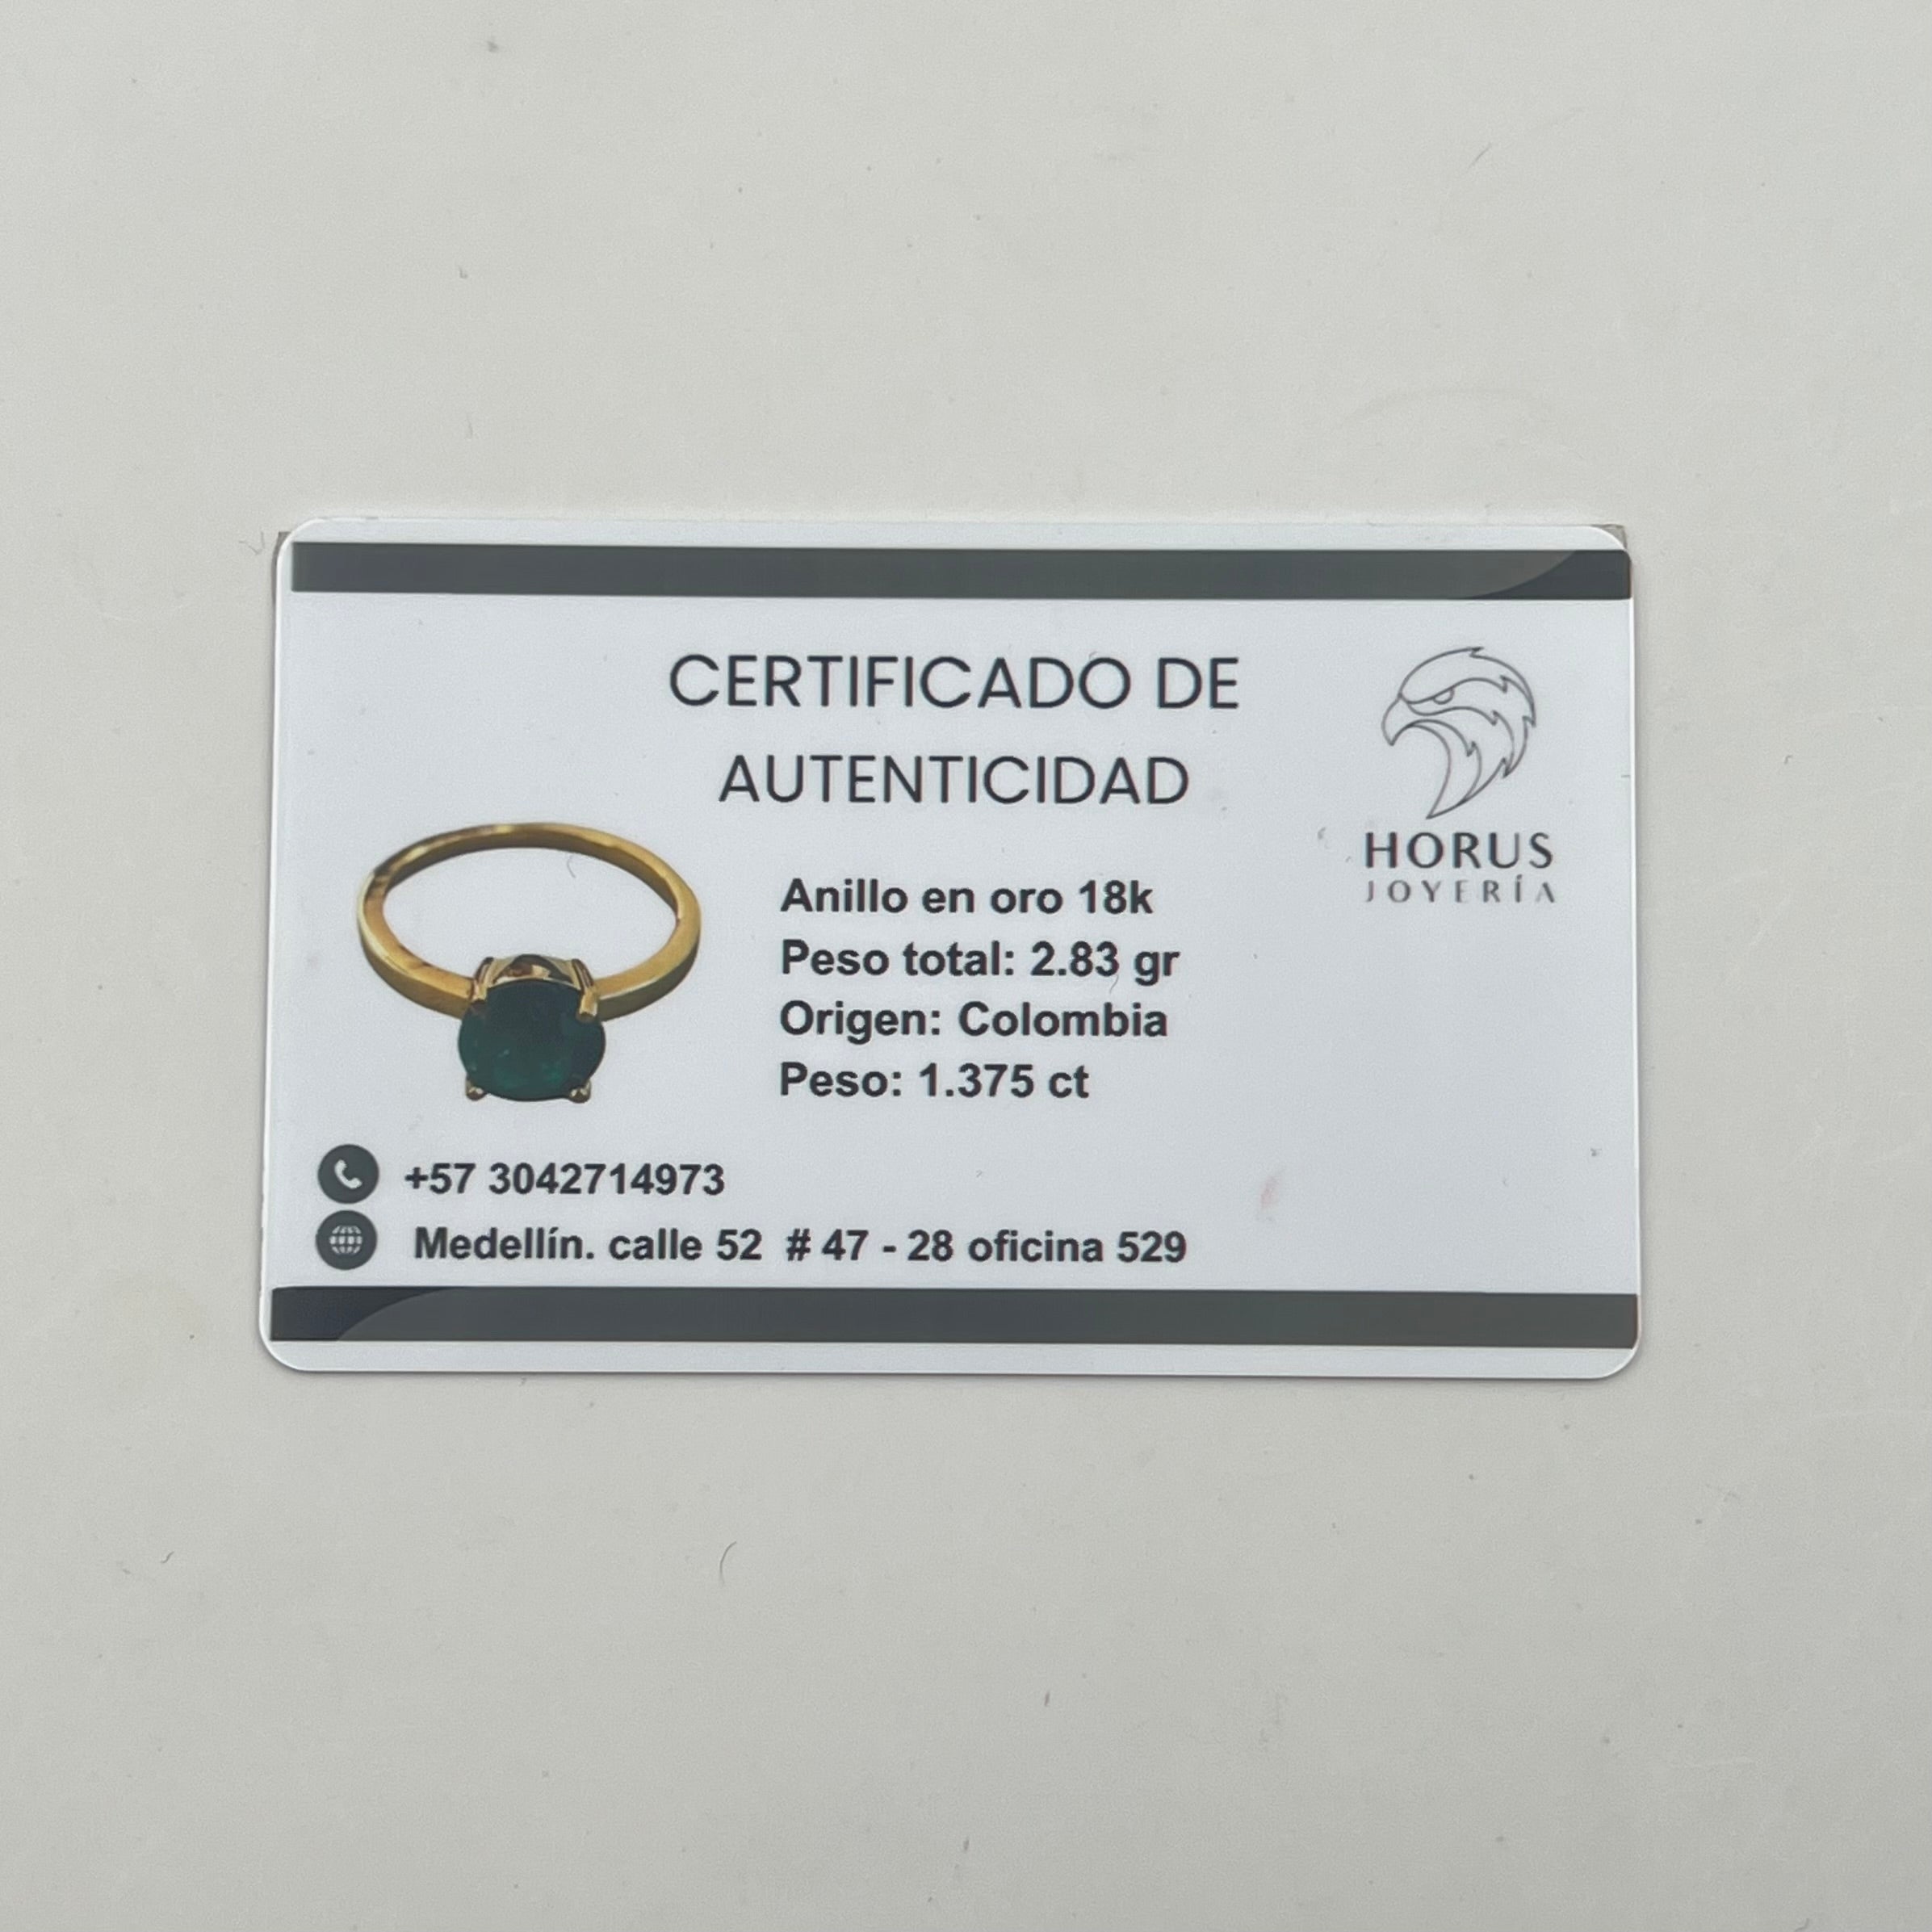 CERTIFICADO DE
AUTENTICIDAD
HORUS
JOYERÍA
Anillo en oro 18k
Peso total: 2.83 gr
Origen: Colombia
Peso: 1.375 ct
+57 3042714973
Medellín. calle 52 # 47 - 28 oficina 529